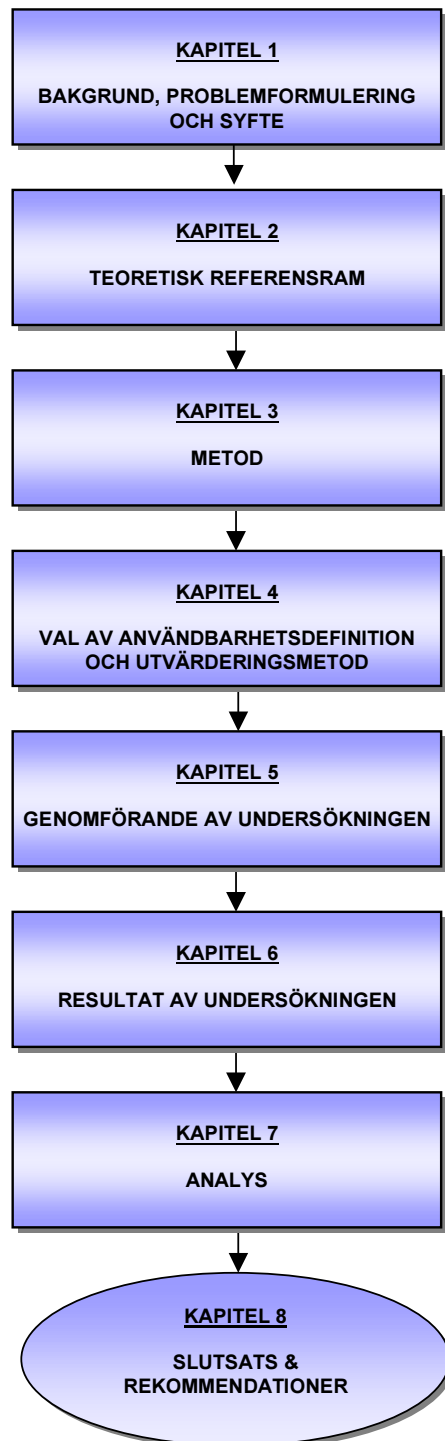 KAPITEL 1
BAKGRUND, PROBLEMFORMULERING
OCH SYFTE
KAPITEL 2
TEORETISK REFERENSRAM
KAPITEL 3
METOD
KAPITEL 4
VAL AV ANVÄNDBARHETSDEFINITION
OCH UTVÄRDERINGSMETOD
KAPITEL 5
GENOMFÖRANDE AV UNDERSÖKNINGEN
KAPITEL 6
RESULTAT AV UNDERSÖKNINGEN
KAPITEL 7
ANALYS
KAPITEL 8
SLUTSATS &
REKOMMENDATIONER